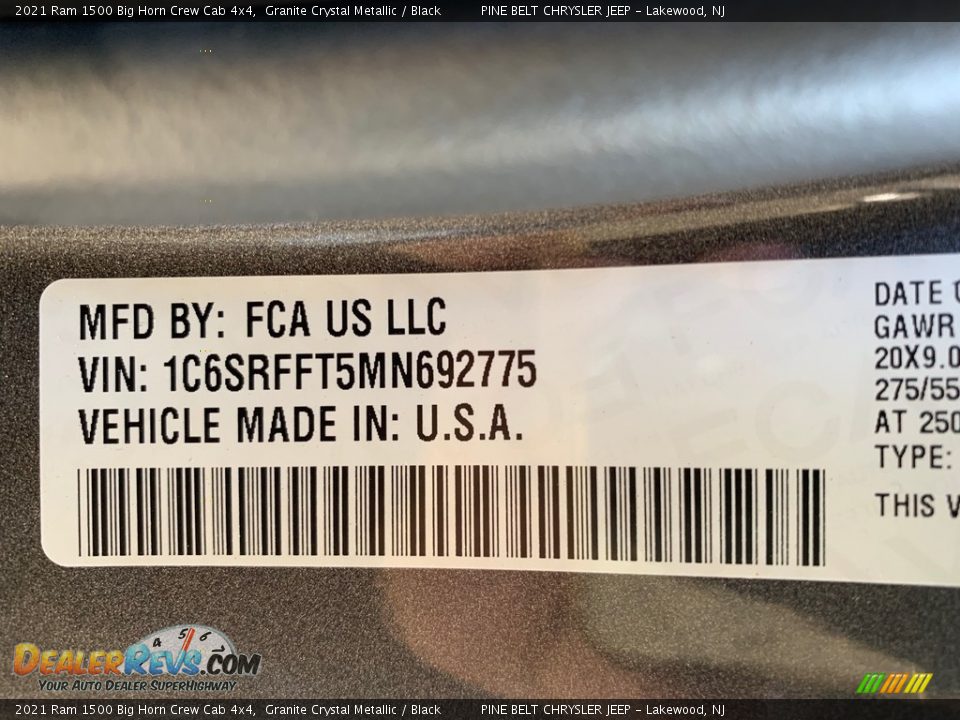 2021 Ram 1500 Big Horn Crew Cab 4x4, Granite Crystal Metallic / Black PINE BELT CHRYSLER JEEP - Lakewood, NJ
MFD BY: FCA US LLC
VIN: 1C6SRFFT5MN692775
VEHICLE MADE IN: U.S.A.
DATE
GAWR
20X9.0
275/55
AT 250
TYPE:
THIS V
4 5 6
DEALERREVS.COM
YOUR AUTO DEALER SUPERHIGHWAY
2021 Ram 1500 Big Horn Crew Cab 4x4, Granite Crystal Metallic / Black PINE BELT CHRYSLER JEEP - Lakewood, NJ